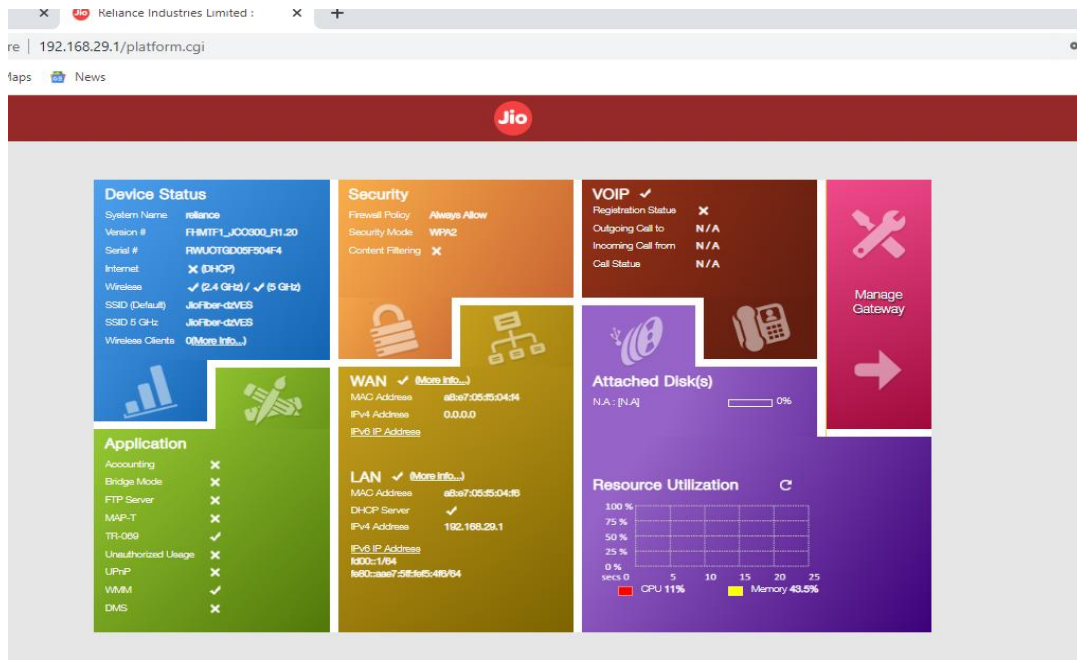 Jio Reliance Industries Limited :
192.168.29.1/platform.cgi
Maps News
Jio
Device Status
System Name reliance
Version # FHMTF1_JCO300_R1.20
Serial # RWUOTGD05F504F4
Internet ✕ (DHCP)
Wireless ✓ (2.4 GHz) / ✓ (5 GHz)
SSID (Default) JioFiber-dzVES
SSID 5 GHz JioFiber-dzVES
Wireless Clients 0(More Info...)
Security
Firewall Policy Always Allow
Security Mode WPA2
Content Filtering ✕
VOIP ✓
Registration Status ✕
Outgoing Call to N/A
Incoming Call from N/A
Call Status N/A
Manage
Gateway
Application
Accounting ✕
Bridge Mode ✕
FTP Server ✕
MAP-T ✕
TR-069 ✓
Unauthorized Usage ✕
UPnP ✕
WMM ✓
DMS ✕
WAN ✓ (More Info...)
MAC Address a8:e7:05:f5:04:f4
IPv4 Address 0.0.0.0
IPv6 IP Address
LAN ✓ (More Info...)
MAC Address a8:e7:05:f5:04:f6
DHCP Server ✓
IPv4 Address 192.168.29.1
IPv6 IP Address
fd00::1/64
fe80::aae7:5ff:fef5:4f6/64
Attached Disk(s)
N.A : [N.A] 0%
Resource Utilization
100 %
75 %
50 %
25 %
0 %
secs 0 5 10 15 20 25
CPU 11% Memory 43.5%